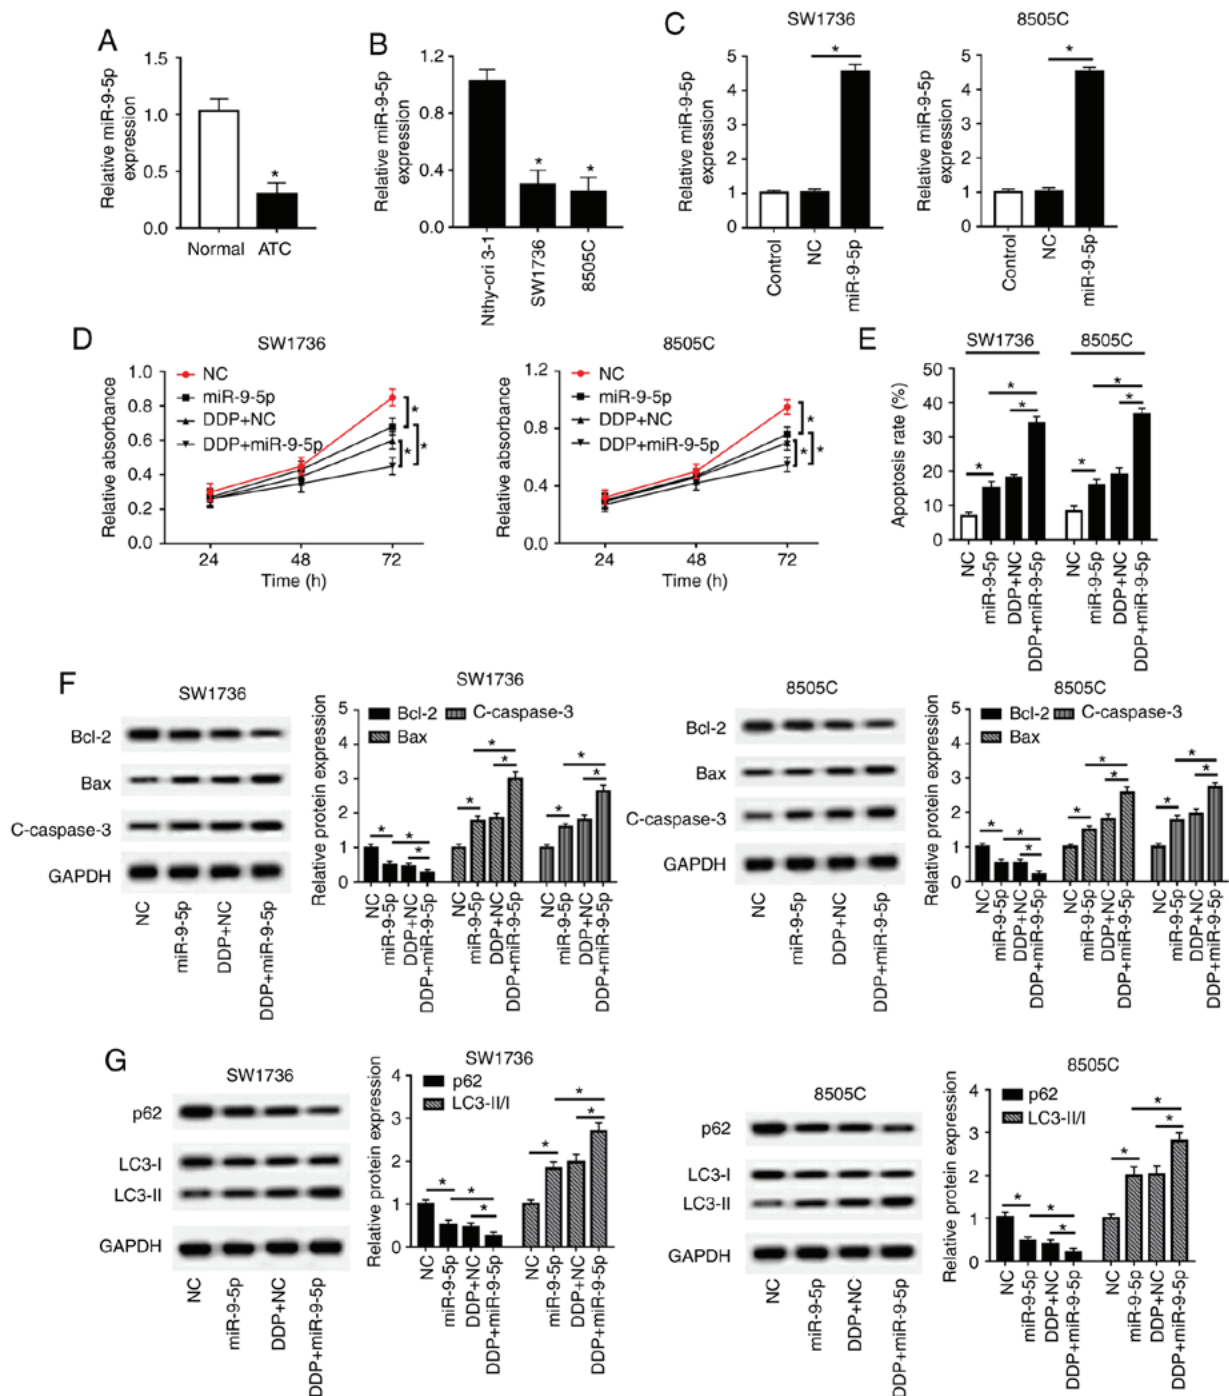 A
Relative miR-9-5p
expression
1.5
1.0
0.5
0.0
*
Normal
ATC
B
Relative miR-9-5p
expression
1.2
0.8
0.4
0.0
*
*
Nthy-ori 3-1
SW1736
8505C
C
SW1736
Relative miR-9-5p
expression
5
4
3
2
1
0
*
Control
NC
miR-9-5p
8505C
Relative miR-9-5p
expression
5
4
3
2
1
0
*
Control
NC
miR-9-5p
D
SW1736
Relative absorbance
1.0
0.8
0.6
0.4
0.2
0.0
NC
miR-9-5p
DDP+NC
DDP+miR-9-5p
*
*
*
24
48
72
Time (h)
8505C
Relative absorbance
1.2
0.8
0.4
0.0
NC
miR-9-5p
DDP+NC
DDP+miR-9-5p
*
*
*
24
48
72
Time (h)
E
SW1736
8505C
Apoptosis rate (%)
50
40
30
20
10
0
*
*
*
*
*
*
NC
miR-9-5p
DDP+NC
DDP+miR-9-5p
NC
miR-9-5p
DDP+NC
DDP+miR-9-5p
F
SW1736
Bcl-2
Bax
C-caspase-3
GAPDH
NC
miR-9-5p
DDP+NC
DDP+miR-9-5p
SW1736
Relative protein expression
5
4
3
2
1
0
Bcl-2
C-caspase-3
Bax
*
*
*
*
*
*
*
*
*
NC
miR-9-5p
DDP+NC
DDP+miR-9-5p
NC
miR-9-5p
DDP+NC
DDP+miR-9-5p
NC
miR-9-5p
DDP+NC
DDP+miR-9-5p
8505C
Bcl-2
Bax
C-caspase-3
GAPDH
NC
miR-9-5p
DDP+NC
DDP+miR-9-5p
8505C
Relative protein expression
5
4
3
2
1
0
Bcl-2
C-caspase-3
Bax
*
*
*
*
*
*
*
*
*
NC
miR-9-5p
DDP+NC
DDP+miR-9-5p
NC
miR-9-5p
DDP+NC
DDP+miR-9-5p
NC
miR-9-5p
DDP+NC
DDP+miR-9-5p
G
SW1736
p62
LC3-I
LC3-II
GAPDH
NC
miR-9-5p
DDP+NC
DDP+miR-9-5p
SW1736
Relative protein expression
4
3
2
1
0
p62
LC3-II/I
*
*
*
*
*
*
NC
miR-9-5p
DDP+NC
DDP+miR-9-5p
NC
miR-9-5p
DDP+NC
DDP+miR-9-5p
8505C
p62
LC3-I
LC3-II
GAPDH
NC
miR-9-5p
DDP+NC
DDP+miR-9-5p
8505C
Relative protein expression
4
3
2
1
0
p62
LC3-II/I
*
*
*
*
*
*
NC
miR-9-5p
DDP+NC
DDP+miR-9-5p
NC
miR-9-5p
DDP+NC
DDP+miR-9-5p